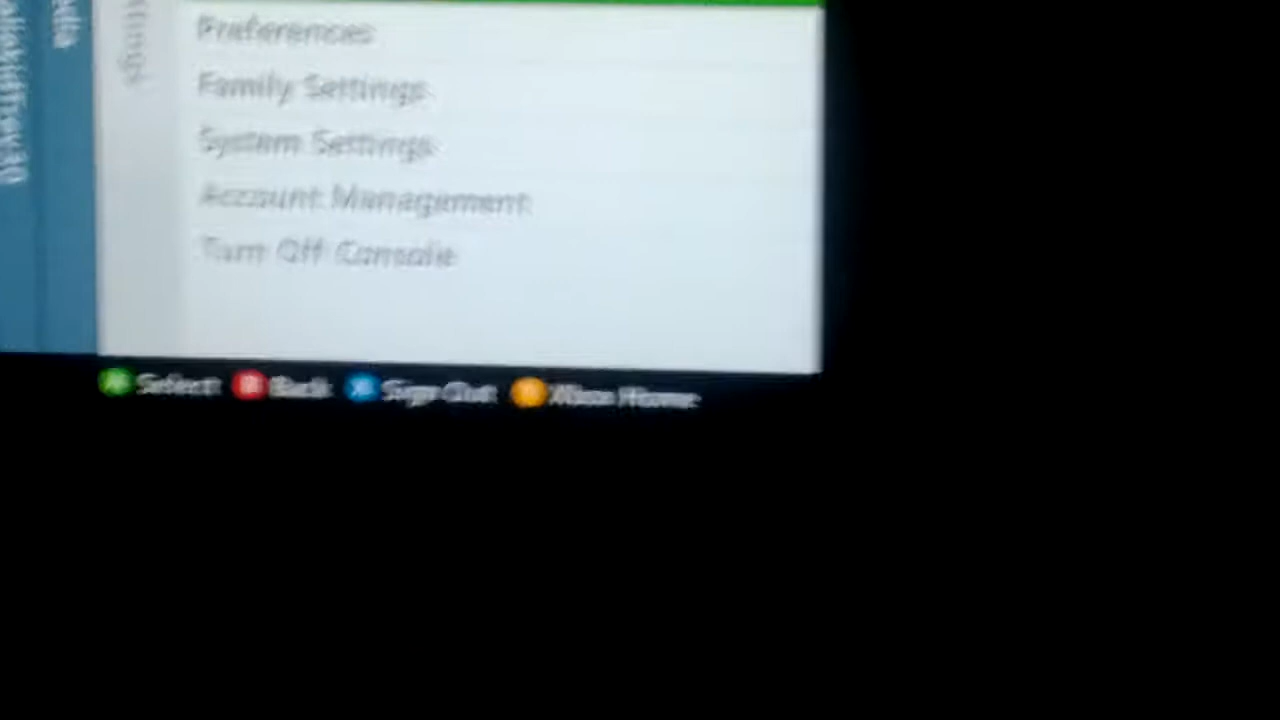 Preferences
Family Settings
System Settings
Account Management
Turn Off Console
Select Back Sign Out Xbox Home